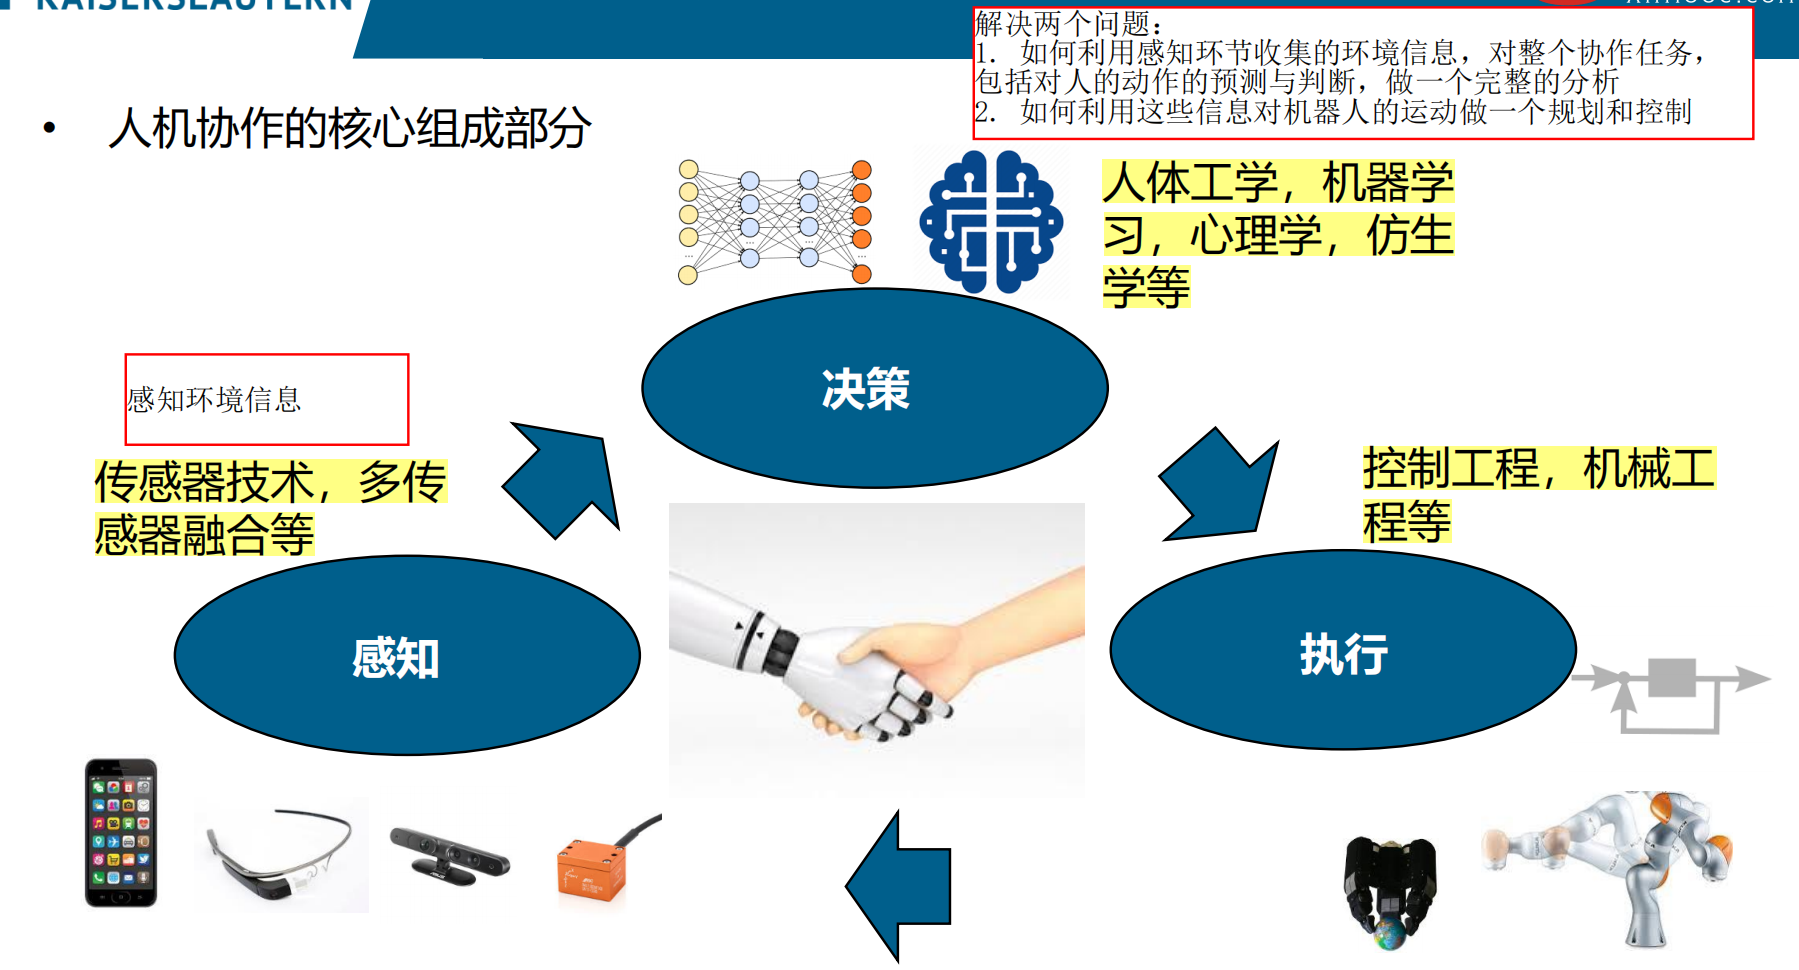 KAISERSLAUTERN
解决两个问题：
1. 如何利用感知环节收集的环境信息，对整个协作任务，
包括对人的动作的预测与判断，做一个完整的分析
2. 如何利用这些信息对机器人的运动做一个规划和控制
• 人机协作的核心组成部分
人体工学，机器学
习，心理学，仿生
学等
决策
感知环境信息
传感器技术，多传
感器融合等
控制工程，机械工
程等
感知
执行